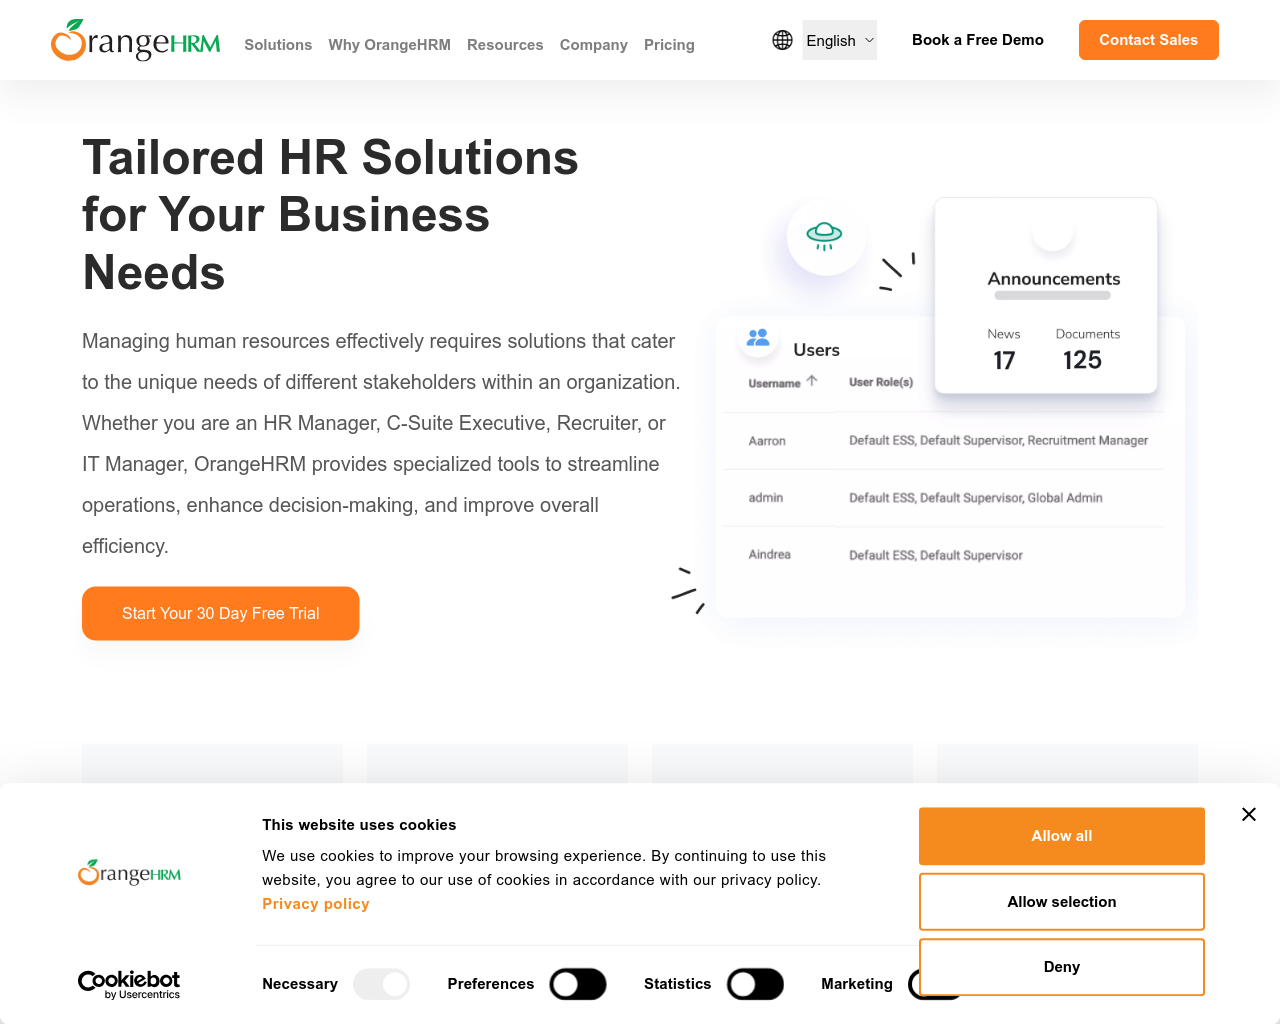 OrangeHRM
Solutions
Why OrangeHRM
Resources
Company
Pricing
English
Book a Free Demo
Contact Sales
Tailored HR Solutions
for Your Business
Needs
Managing human resources effectively requires solutions that cater
to the unique needs of different stakeholders within an organization.
Whether you are an HR Manager, C-Suite Executive, Recruiter, or
IT Manager, OrangeHRM provides specialized tools to streamline
operations, enhance decision-making, and improve overall
efficiency.
Start Your 30 Day Free Trial
Announcements
News
Documents
17
125
Users
Username
User Role(s)
Aarron
Default ESS, Default Supervisor, Recruitment Manager
admin
Default ESS, Default Supervisor, Global Admin
Aindrea
Default ESS, Default Supervisor
OrangeHRM
Cookiebot
by Usercentrics
This website uses cookies
We use cookies to improve your browsing experience. By continuing to use this
website, you agree to our use of cookies in accordance with our privacy policy.
Privacy policy
Necessary
Preferences
Statistics
Marketing
Allow all
Allow selection
Deny